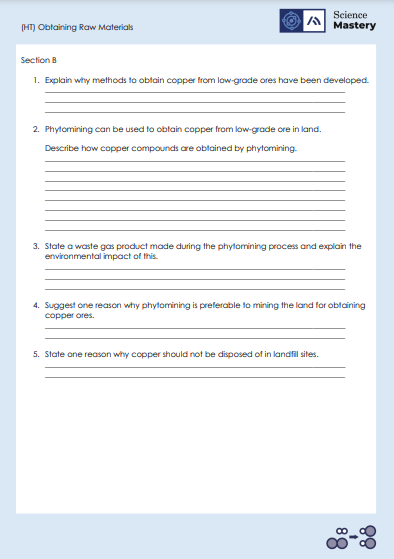 (HT) Obtaining Raw Materials
Science
Mastery
Section B
1. Explain why methods to obtain copper from low-grade ores have been developed.
2. Phytomining can be used to obtain copper from low-grade ore in land.
Describe how copper compounds are obtained by phytomining.
3. State a waste gas product made during the phytomining process and explain the
environmental impact of this.
4. Suggest one reason why phytomining is preferable to mining the land for obtaining
copper ores.
5. State one reason why copper should not be disposed of in landfill sites.